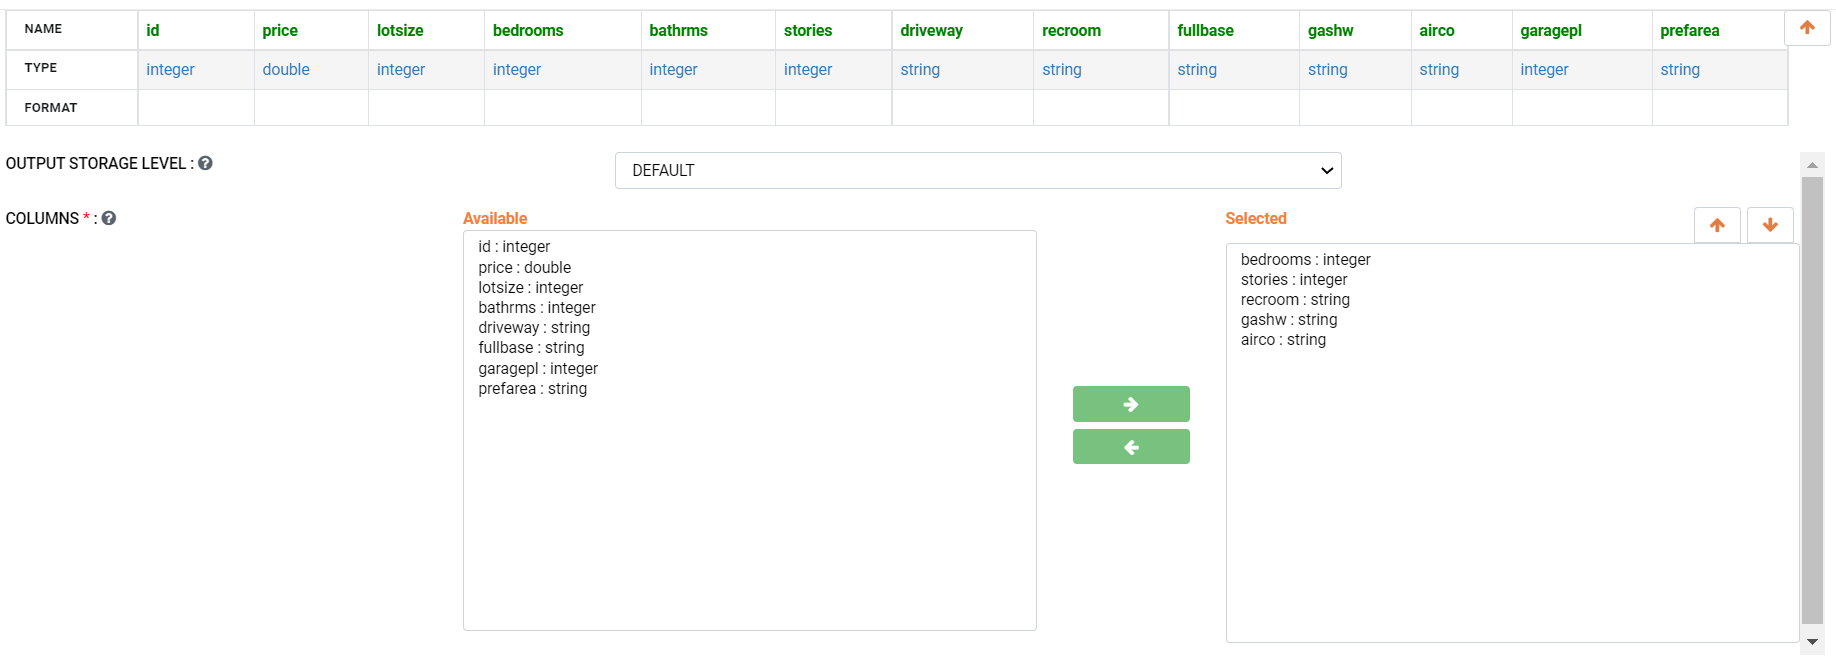 NAME id price lotsize bedrooms bathrms stories driveway recroom fullbase gashw airco garagepl prefarea
TYPE integer double integer integer integer integer string string string string string integer string
FORMAT
OUTPUT STORAGE LEVEL : ?
DEFAULT
COLUMNS * : ?
Available
id : integer
price : double
lotsize : integer
bathrms : integer
driveway : string
fullbase : string
garagepl : integer
prefarea : string
Selected
bedrooms : integer
stories : integer
recroom : string
gashw : string
airco : string